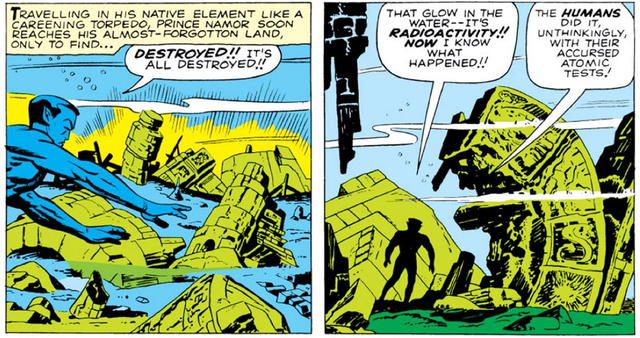 TRAVELLING IN HIS NATIVE ELEMENT LIKE A
CAREENING TORPEDO, PRINCE NAMOR SOON
REACHES HIS ALMOST-FORGOTTEN LAND,
ONLY TO FIND...
DESTROYED!! IT'S
ALL DESTROYED!!
THAT GLOW IN THE
WATER--IT'S
RADIOACTIVITY!!
NOW I KNOW
WHAT
HAPPENED!!
THE HUMANS
DID IT,
UNTHINKINGLY,
WITH THEIR
ACCURSED
ATOMIC
TESTS!